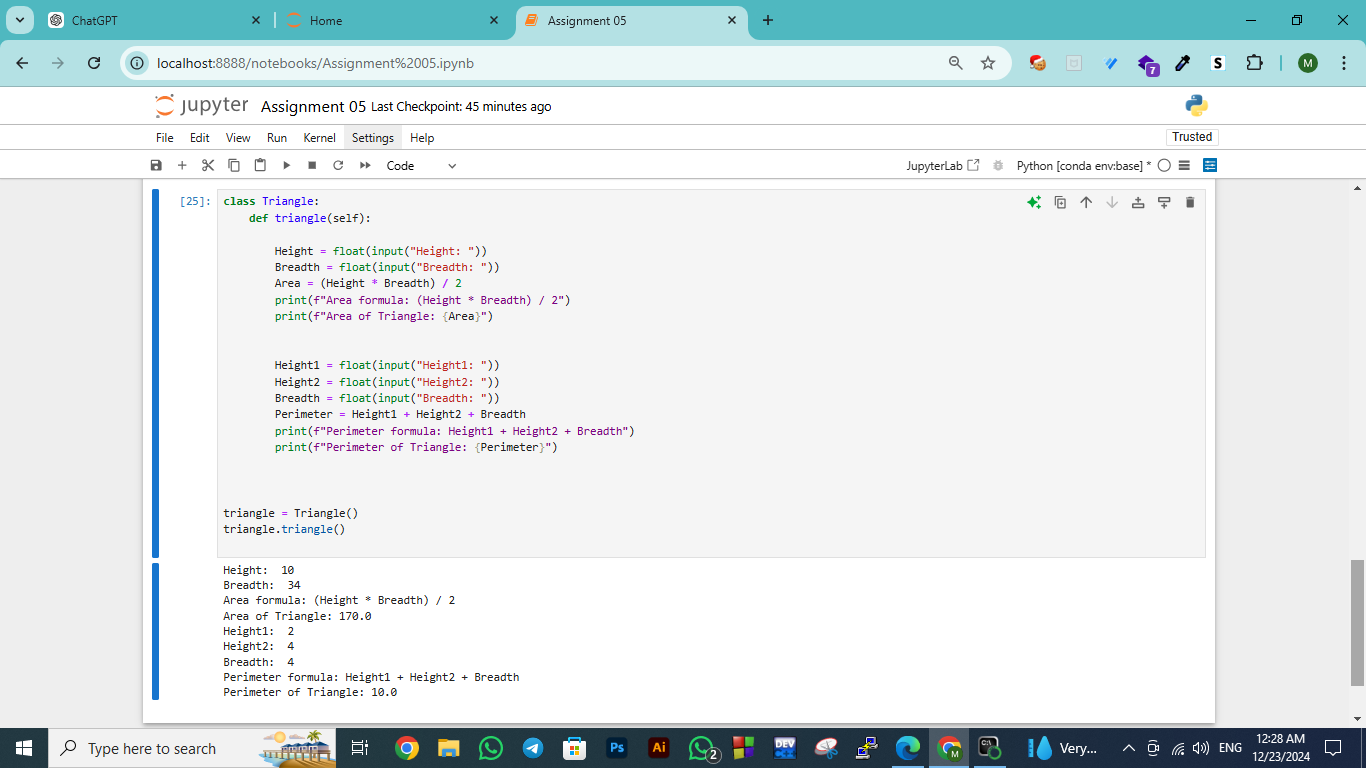 ChatGPT
Home
Assignment 05
localhost:8888/notebooks/Assignment%2005.ipynb
7
S
M
jupyter Assignment 05 Last Checkpoint: 45 minutes ago
File Edit View Run Kernel Settings Help
Trusted
Code
JupyterLab
Python [conda env:base] *
[25]:
class Triangle:
    def triangle(self):
        Height = float(input("Height: "))
        Breadth = float(input("Breadth: "))
        Area = (Height * Breadth) / 2
        print(f"Area formula: (Height * Breadth) / 2")
        print(f"Area of Triangle: {Area}")
        Height1 = float(input("Height1: "))
        Height2 = float(input("Height2: "))
        Breadth = float(input("Breadth: "))
        Perimeter = Height1 + Height2 + Breadth
        print(f"Perimeter formula: Height1 + Height2 + Breadth")
        print(f"Perimeter of Triangle: {Perimeter}")
triangle = Triangle()
triangle.triangle()
Height:  10
Breadth:  34
Area formula: (Height * Breadth) / 2
Area of Triangle: 170.0
Height1:  2
Height2:  4
Breadth:  4
Perimeter formula: Height1 + Height2 + Breadth
Perimeter of Triangle: 10.0
Type here to search
Ps
Ai
2
DEV
M
Very...
ENG
12:28 AM
12/23/2024